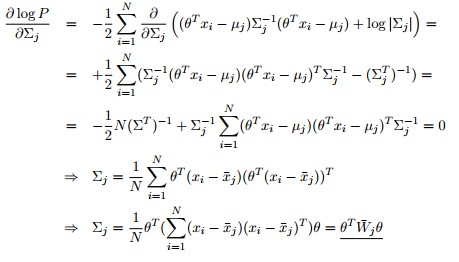 \frac{\partial \log P}{\partial \Sigma_j} = -\frac{1}{2} \sum_{i=1}^{N} \frac{\partial}{\partial \Sigma_j} \left( (\theta^T x_i - \mu_j) \Sigma_j^{-1} (\theta^T x_i - \mu_j) + \log |\Sigma_j| \right) =
= +\frac{1}{2} \sum_{i=1}^{N} (\Sigma_j^{-1} (\theta^T x_i - \mu_j)(\theta^T x_i - \mu_j)^T \Sigma_j^{-1} - (\Sigma_j^T)^{-1}) =
= -\frac{1}{2} N (\Sigma^T)^{-1} + \Sigma_j^{-1} \sum_{i=1}^{N} (\theta^T x_i - \mu_j)(\theta^T x_i - \mu_j)^T \Sigma_j^{-1} = 0
\Rightarrow \Sigma_j = \frac{1}{N} \sum_{i=1}^{N} \theta^T (x_i - \bar{x}_j)(\theta^T (x_i - \bar{x}_j))^T
\Rightarrow \Sigma_j = \frac{1}{N} \theta^T (\sum_{i=1}^{N} (x_i - \bar{x}_j)(x_i - \bar{x}_j)^T) \theta = \underline{\theta^T \bar{W}_j \theta}